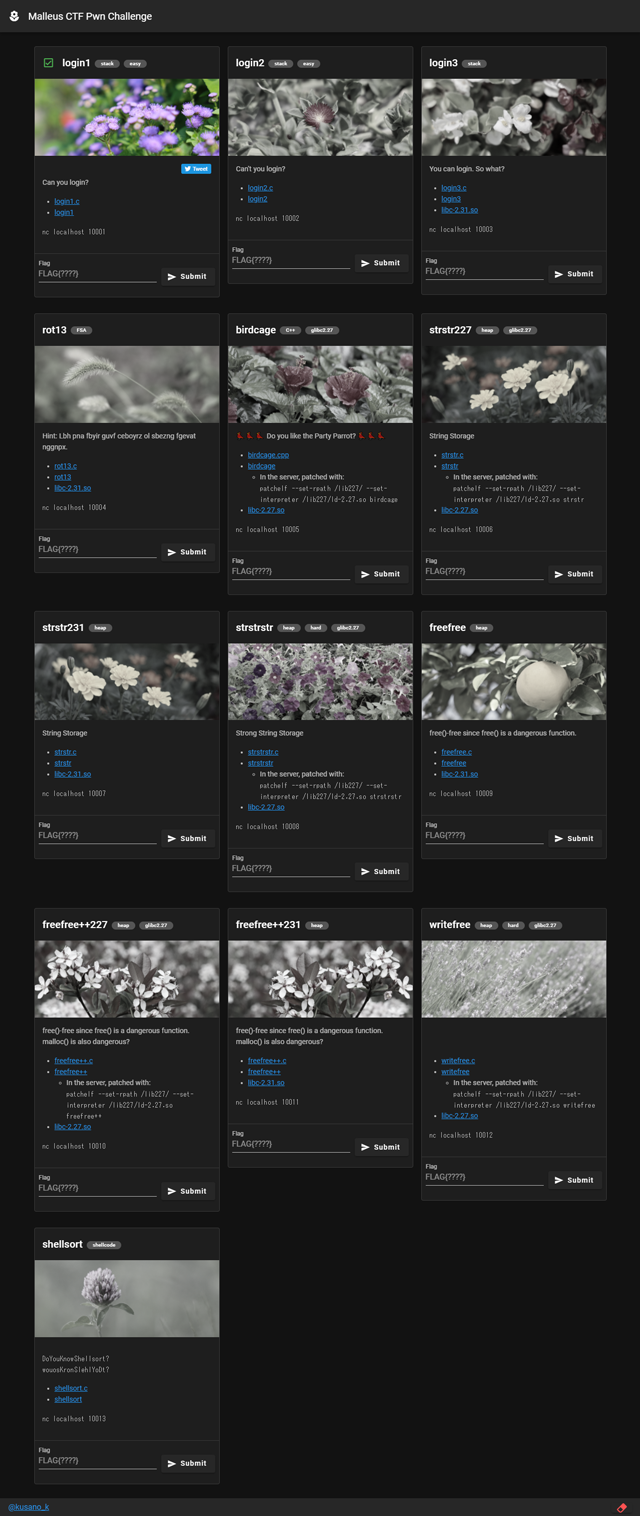 Malleus CTF Pwn Challenge
login1 stack easy
Tweet
Can you login?
login1.c
login1
nc localhost 10001
Flag
FLAG{????}
Submit
login2 stack easy
Can't you login?
login2.c
login2
nc localhost 10002
Flag
FLAG{????}
Submit
login3 stack
You can login. So what?
login3.c
login3
libc-2.31.so
nc localhost 10003
Flag
FLAG{????}
Submit
rot13 FSA
Hint: Lbh pna fbyir guvf ceboyrz ol sbezng fgevat
nggnpx.
rot13.c
rot13
libc-2.31.so
nc localhost 10004
Flag
FLAG{????}
Submit
birdcage C++ glibc2.27
Do you like the Party Parrot?
birdcage.cpp
birdcage
In the server, patched with:
patchelf --set-rpath /lib227/ --set-
interpreter /lib227/ld-2.27.so birdcage
libc-2.27.so
nc localhost 10005
Flag
FLAG{????}
Submit
strstr227 heap glibc2.27
String Storage
strstr.c
strstr
In the server, patched with:
patchelf --set-rpath /lib227/ --set-
interpreter /lib227/ld-2.27.so strstr
libc-2.27.so
nc localhost 10006
Flag
FLAG{????}
Submit
strstr231 heap
String Storage
strstr.c
strstr
libc-2.31.so
nc localhost 10007
Flag
FLAG{????}
Submit
strstrstr heap hard glibc2.27
Strong String Storage
strstrstr.c
strstrstr
In the server, patched with:
patchelf --set-rpath /lib227/ --set-
interpreter /lib227/ld-2.27.so strstrstr
libc-2.27.so
nc localhost 10008
Flag
FLAG{????}
Submit
freefree heap
free()-free since free() is a dangerous function.
freefree.c
freefree
libc-2.31.so
nc localhost 10009
Flag
FLAG{????}
Submit
freefree++227 heap glibc2.27
free()-free since free() is a dangerous function.
malloc() is also dangerous?
freefree++.c
freefree++
In the server, patched with:
patchelf --set-rpath /lib227/ --set-
interpreter /lib227/ld-2.27.so
freefree++
libc-2.27.so
nc localhost 10010
Flag
FLAG{????}
Submit
freefree++231 heap
free()-free since free() is a dangerous function.
malloc() is also dangerous?
freefree++.c
freefree++
libc-2.31.so
nc localhost 10011
Flag
FLAG{????}
Submit
writefree heap hard glibc2.27
writefree.c
writefree
In the server, patched with:
patchelf --set-rpath /lib227/ --set-
interpreter /lib227/ld-2.27.so writefree
libc-2.27.so
nc localhost 10012
Flag
FLAG{????}
Submit
shellsort shellcode
DoYouKnowShellsort?
wouosKronSlehlYoDt?
shellsort.c
shellsort
nc localhost 10013
Flag
FLAG{????}
Submit
@kusano_k